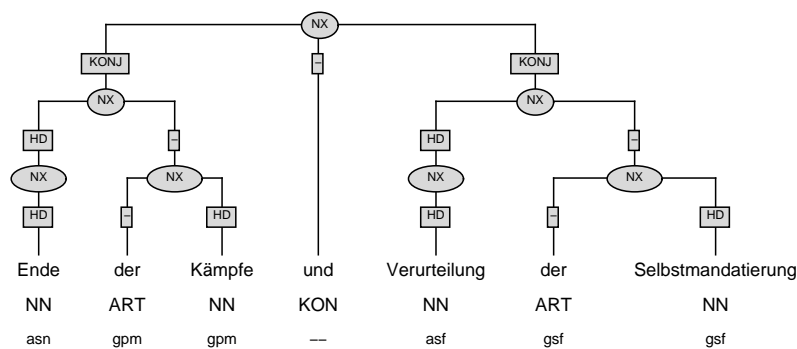 NX
KONJ – KONJ
NX NX
HD – HD –
NX NX NX NX
HD – HD HD – HD
Ende der Kämpfe und Verurteilung der Selbstmandatierung
NN ART NN KON NN ART NN
asn gpm gpm –– asf gsf gsf